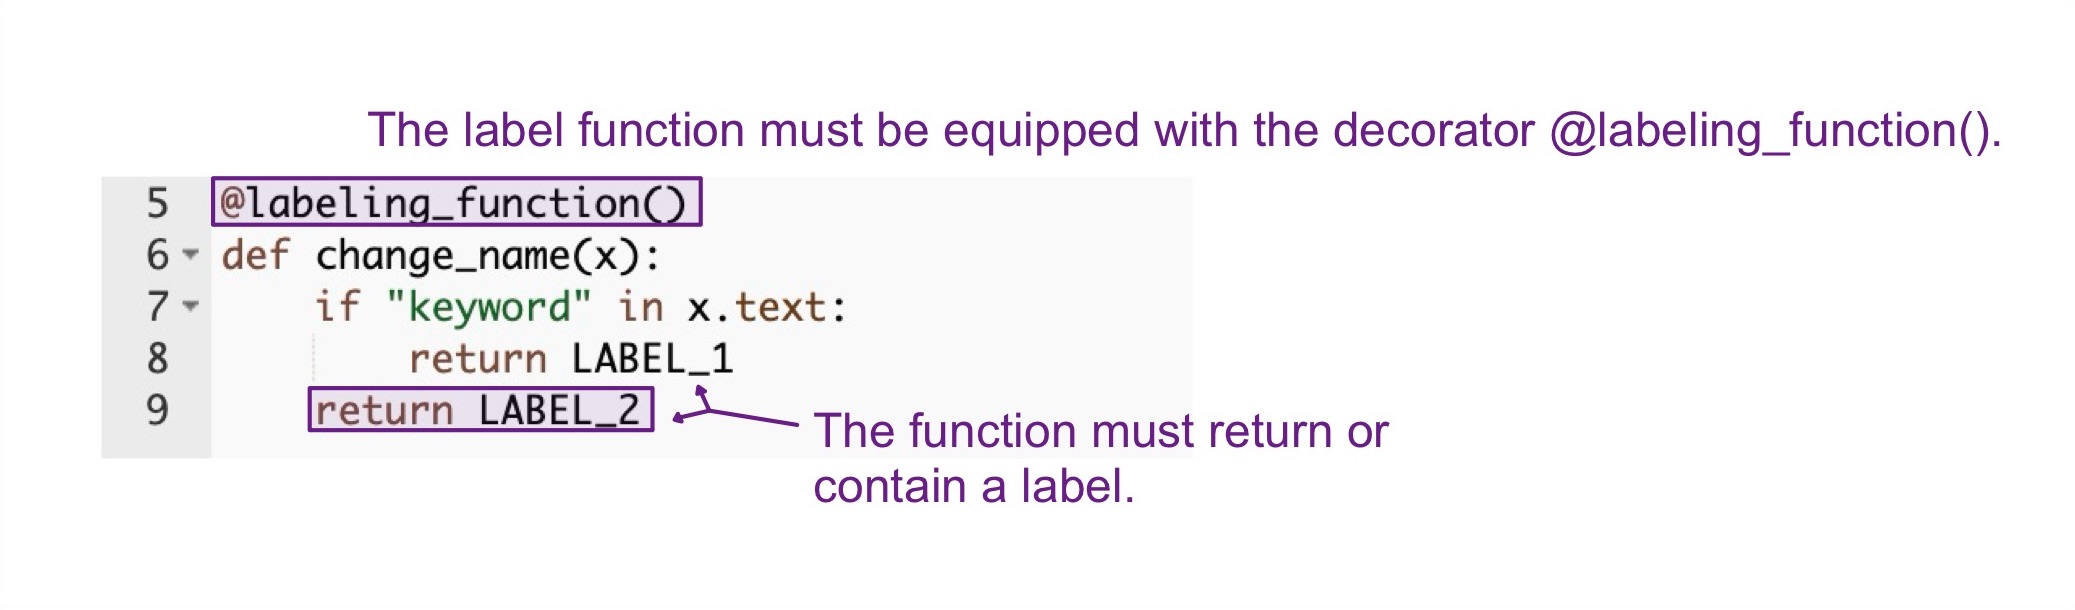 The label function must be equipped with the decorator @labeling_function().
5 @labeling_function()
6 def change_name(x):
7 if "keyword" in x.text:
8 return LABEL_1
9 return LABEL_2
The function must return or
contain a label.